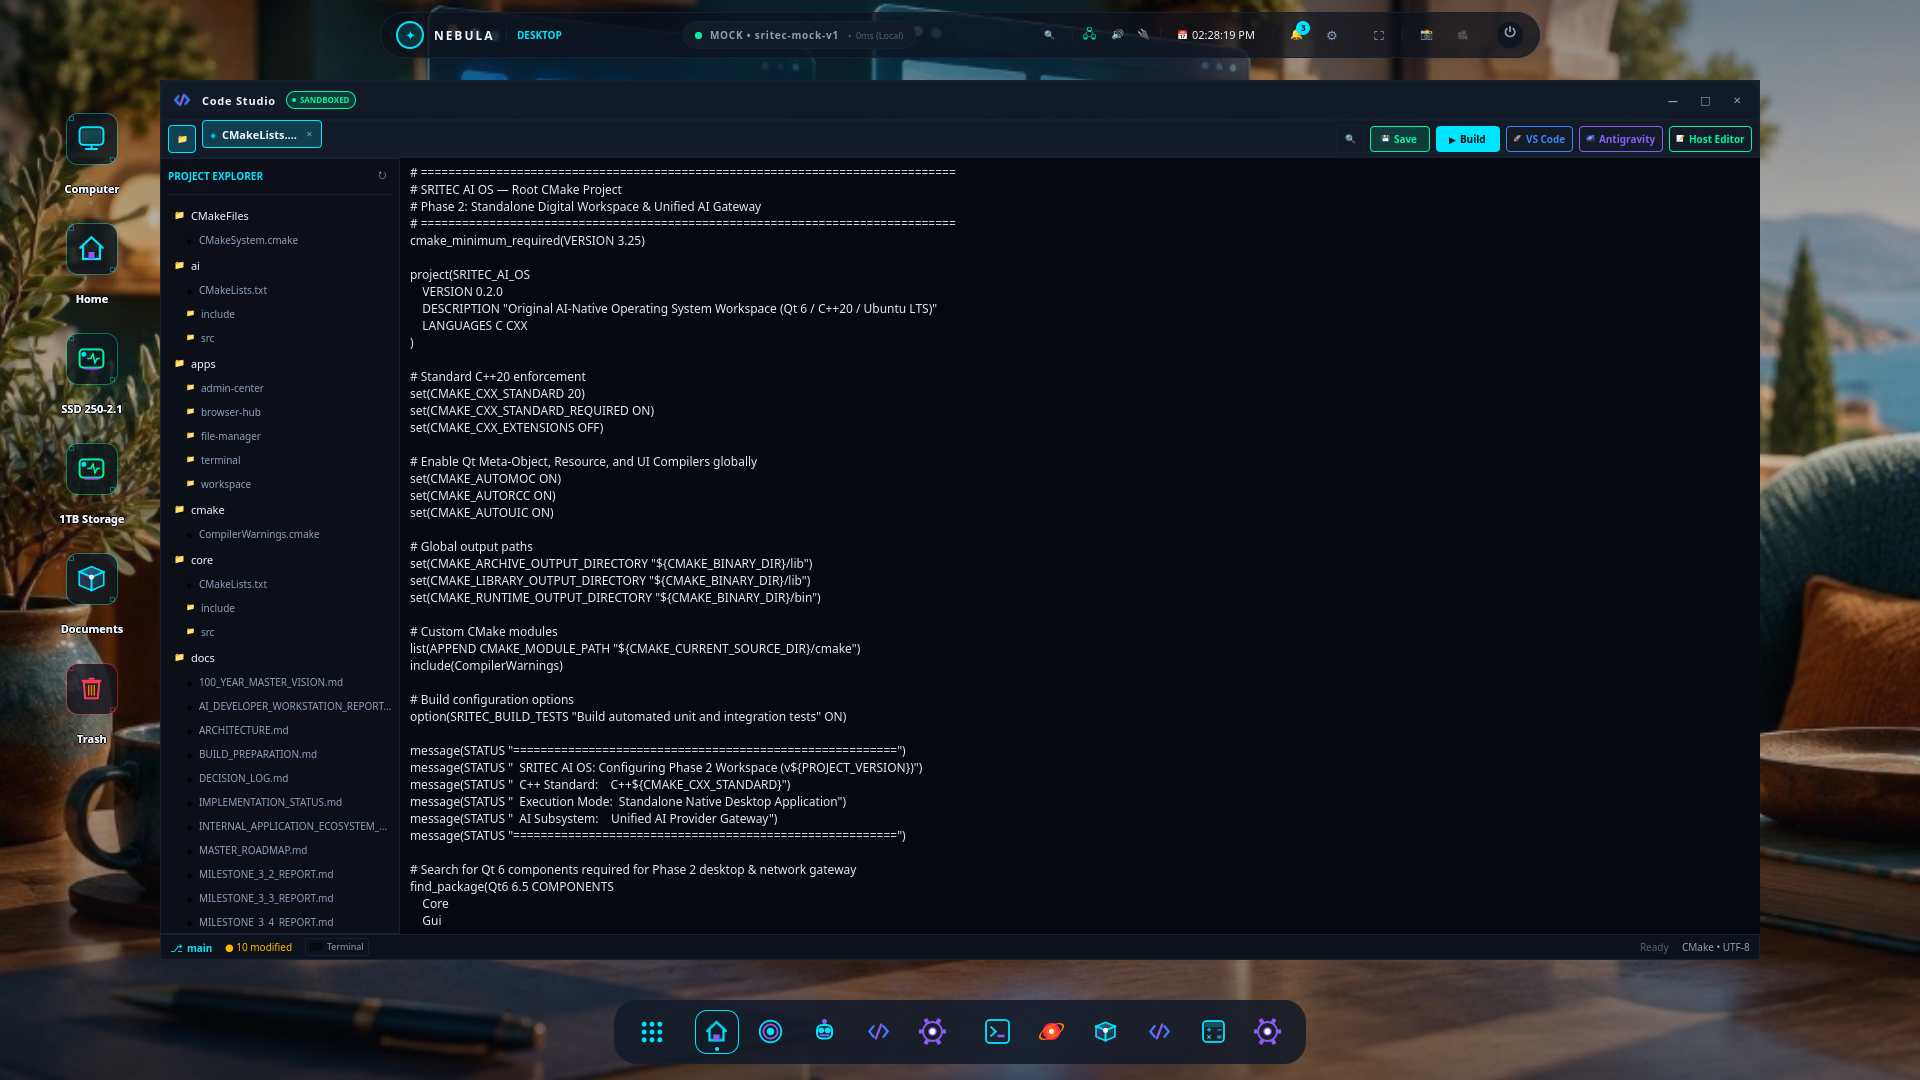 NEBULA
DESKTOP
MOCK • sritec-mock-v1 • 0ms (Local)
02:28:19 PM
3
Code Studio
SANDBOXED
CMakeLists....
Save
Build
VS Code
Antigravity
Host Editor
PROJECT EXPLORER
CMakeFiles
CMakeSystem.cmake
ai
CMakeLists.txt
include
src
apps
admin-center
browser-hub
file-manager
terminal
workspace
cmake
CompilerWarnings.cmake
core
CMakeLists.txt
include
src
docs
100_YEAR_MASTER_VISION.md
AI_DEVELOPER_WORKSTATION_REPORT...
ARCHITECTURE.md
BUILD_PREPARATION.md
DECISION_LOG.md
IMPLEMENTATION_STATUS.md
INTERNAL_APPLICATION_ECOSYSTEM_...
MASTER_ROADMAP.md
MILESTONE_3_2_REPORT.md
MILESTONE_3_3_REPORT.md
MILESTONE_3_4_REPORT.md
# ==============================================================================
# SRITEC AI OS — Root CMake Project
# Phase 2: Standalone Digital Workspace & Unified AI Gateway
# ==============================================================================
cmake_minimum_required(VERSION 3.25)
project(SRITEC_AI_OS
VERSION 0.2.0
DESCRIPTION "Original AI-Native Operating System Workspace (Qt 6 / C++20 / Ubuntu LTS)"
LANGUAGES C CXX
)
# Standard C++20 enforcement
set(CMAKE_CXX_STANDARD 20)
set(CMAKE_CXX_STANDARD_REQUIRED ON)
set(CMAKE_CXX_EXTENSIONS OFF)
# Enable Qt Meta-Object, Resource, and UI Compilers globally
set(CMAKE_AUTOMOC ON)
set(CMAKE_AUTORCC ON)
set(CMAKE_AUTOUIC ON)
# Global output paths
set(CMAKE_ARCHIVE_OUTPUT_DIRECTORY "${CMAKE_BINARY_DIR}/lib")
set(CMAKE_LIBRARY_OUTPUT_DIRECTORY "${CMAKE_BINARY_DIR}/lib")
set(CMAKE_RUNTIME_OUTPUT_DIRECTORY "${CMAKE_BINARY_DIR}/bin")
# Custom CMake modules
list(APPEND CMAKE_MODULE_PATH "${CMAKE_CURRENT_SOURCE_DIR}/cmake")
include(CompilerWarnings)
# Build configuration options
option(SRITEC_BUILD_TESTS "Build automated unit and integration tests" ON)
message(STATUS "========================================================")
message(STATUS "  SRITEC AI OS: Configuring Phase 2 Workspace (v${PROJECT_VERSION})")
message(STATUS "  C++ Standard:    C++${CMAKE_CXX_STANDARD}")
message(STATUS "  Execution Mode:  Standalone Native Desktop Application")
message(STATUS "  AI Subsystem:    Unified AI Provider Gateway")
message(STATUS "========================================================")
# Search for Qt 6 components required for Phase 2 desktop & network gateway
find_package(Qt6 6.5 COMPONENTS
Core
Gui
main
10 modified
Terminal
Ready
CMake • UTF-8
Computer
Home
SSD 250-2.1
1TB Storage
Documents
Trash